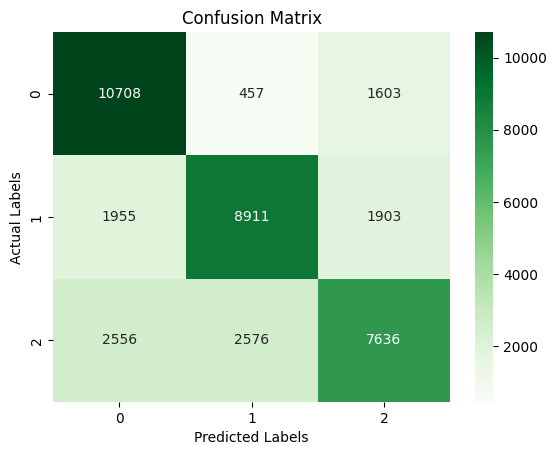 Confusion Matrix
0 10708 457 1603
1 1955 8911 1903
2 2556 2576 7636
0 1 2
Actual Labels
Predicted Labels
10000
8000
6000
4000
2000